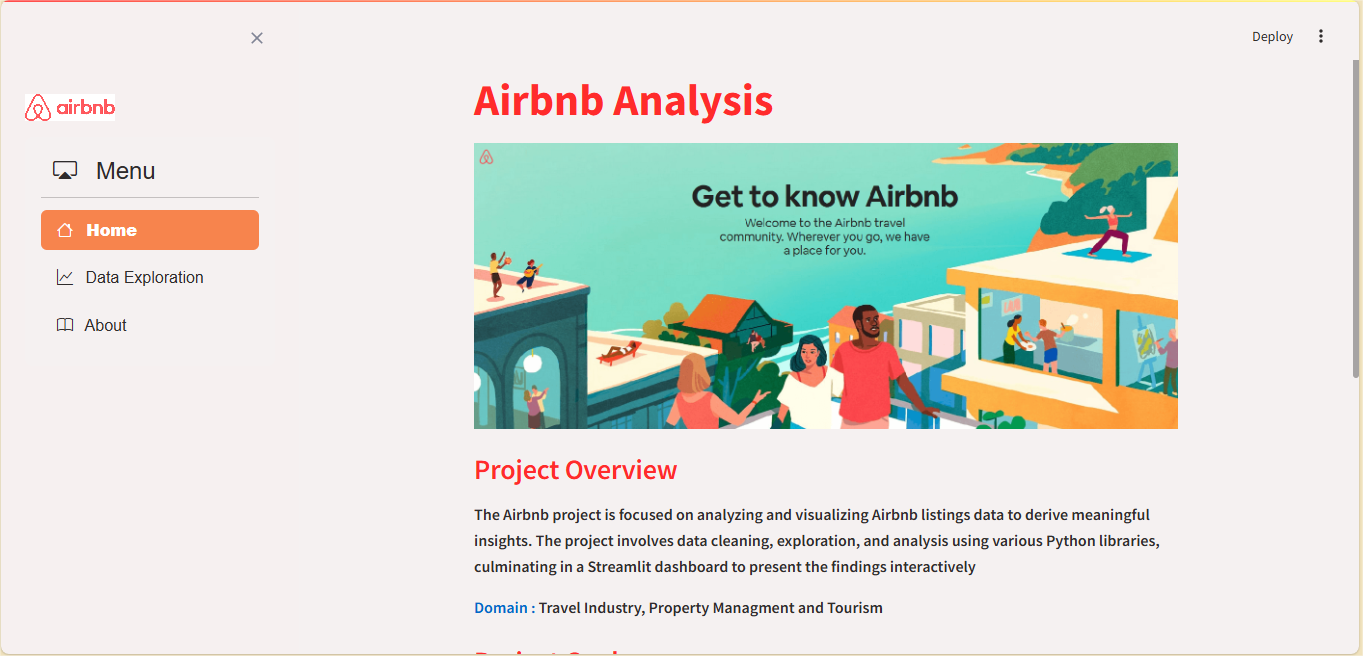 Deploy
airbnb
Menu
Home
Data Exploration
About
Airbnb Analysis
Get to know Airbnb
Welcome to the Airbnb travel
community. Wherever you go, we have
a place for you.
Project Overview
The Airbnb project is focused on analyzing and visualizing Airbnb listings data to derive meaningful
insights. The project involves data cleaning, exploration, and analysis using various Python libraries,
culminating in a Streamlit dashboard to present the findings interactively
Domain : Travel Industry, Property Managment and Tourism